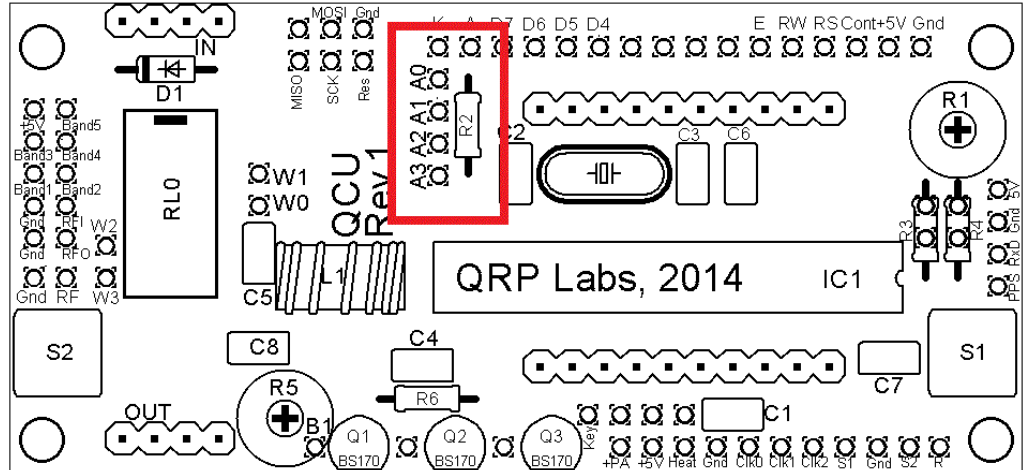 MOSI Gnd
K A D7 D6 D5 D4 E RW RS Cont +5V Gnd
IN
MISO SCK Res
D1
A0
A1
A2
A3
R2
C2
C3
C6
R1
+5V Band5
Band3 Band4
Band1 Band2
Gnd RFI
Gnd RFO
Gnd RF
W2
W3
RL0
W1
W0
QCU
Rev1
R3
R4
5V
Gnd
RxD
PPS
C5
L1
QRP Labs, 2014
IC1
S2
C8
C4
R5
R6
C7
S1
OUT
B1
Q1
BS170
Q2
BS170
Q3
BS170
Key
C1
+PA +5V Heat Gnd Clk0 Clk1 Clk2 S1 Gnd S2 R